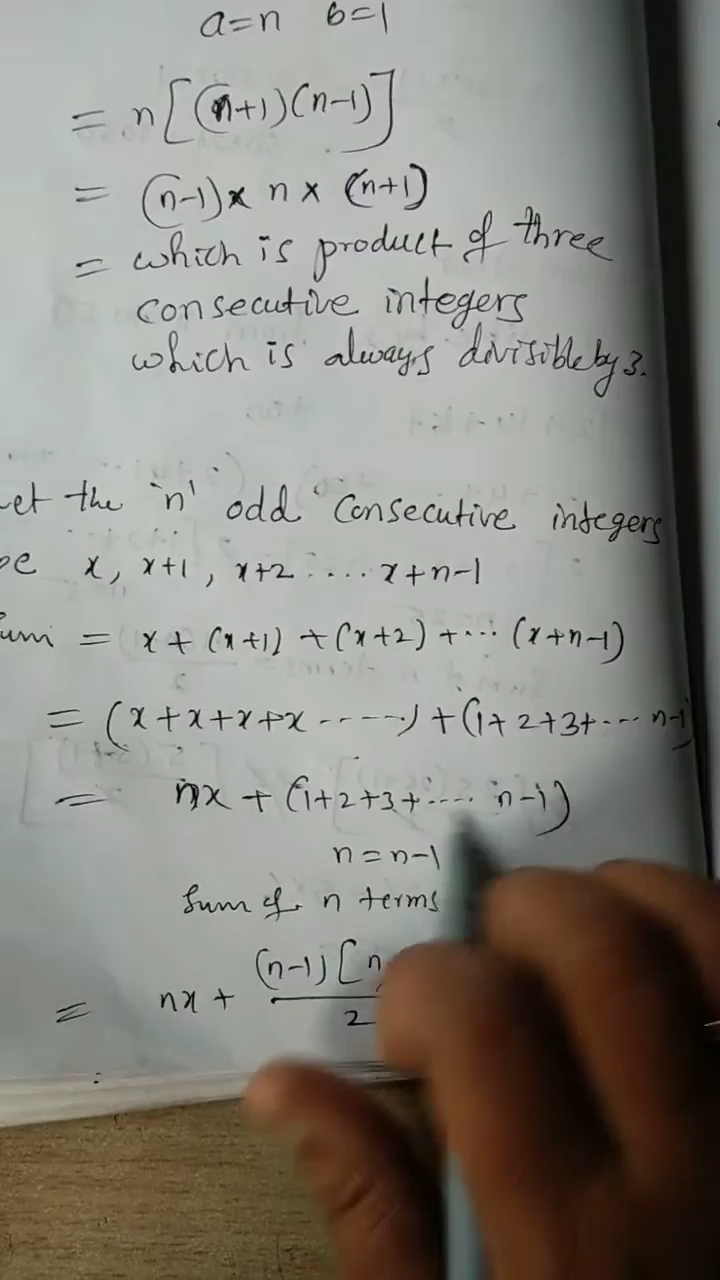 a=n b=1
= n[(n+1)(n-1)]
= (n-1)× n × (n+1)
= which is product of three
consecutive integers
which is always divisible by 3.
the 'n' odd consecutive integers
x, x+1, x+2 .... x+n-1
= x + (x+1) + (x+2) + ... (x+n-1)
= (x+x+x+x -----) + (1+2+3+--- n-1
= nx + (1+2+3+---- n-1)
n = n-1
Sum of n terms
= nx + (n-1)[n
2